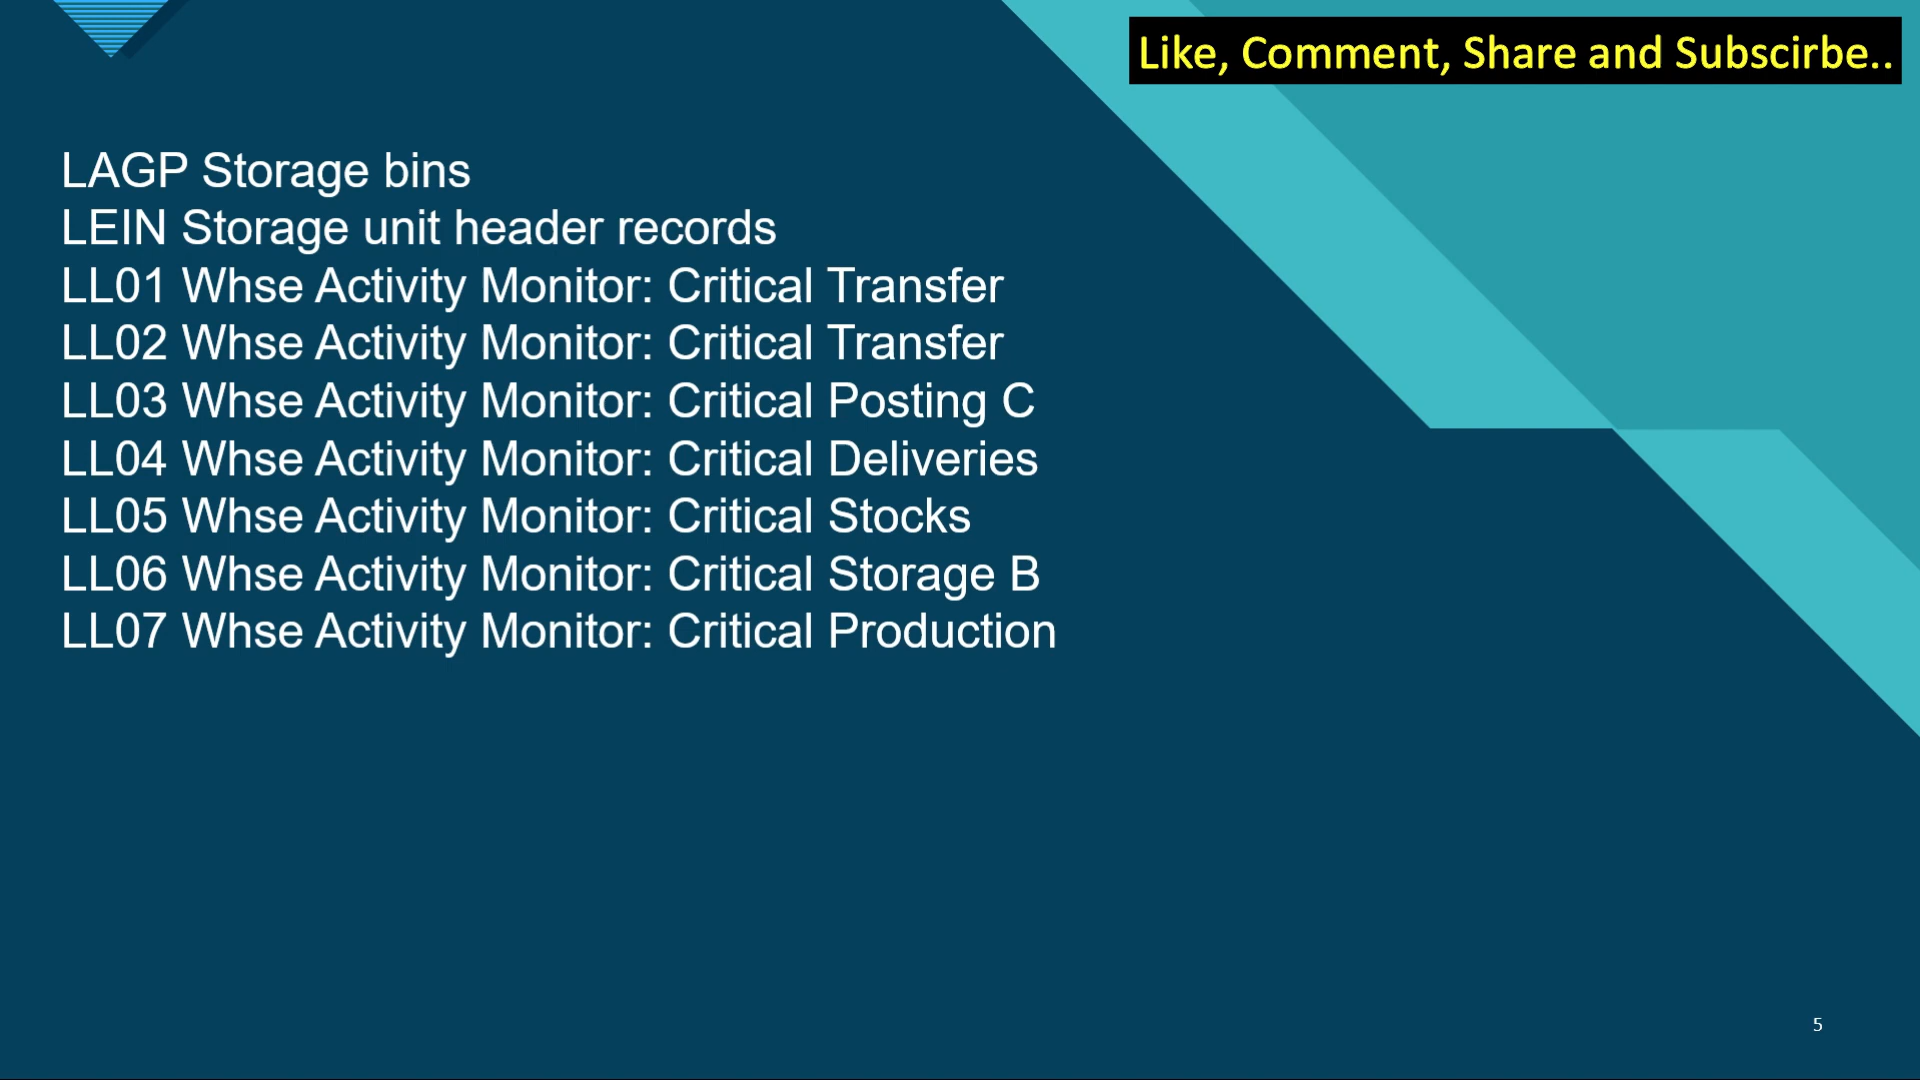 Like, Comment, Share and Subscirbe..
LAGP Storage bins
LEIN Storage unit header records
LL01 Whse Activity Monitor: Critical Transfer
LL02 Whse Activity Monitor: Critical Transfer
LL03 Whse Activity Monitor: Critical Posting C
LL04 Whse Activity Monitor: Critical Deliveries
LL05 Whse Activity Monitor: Critical Stocks
LL06 Whse Activity Monitor: Critical Storage B
LL07 Whse Activity Monitor: Critical Production
5